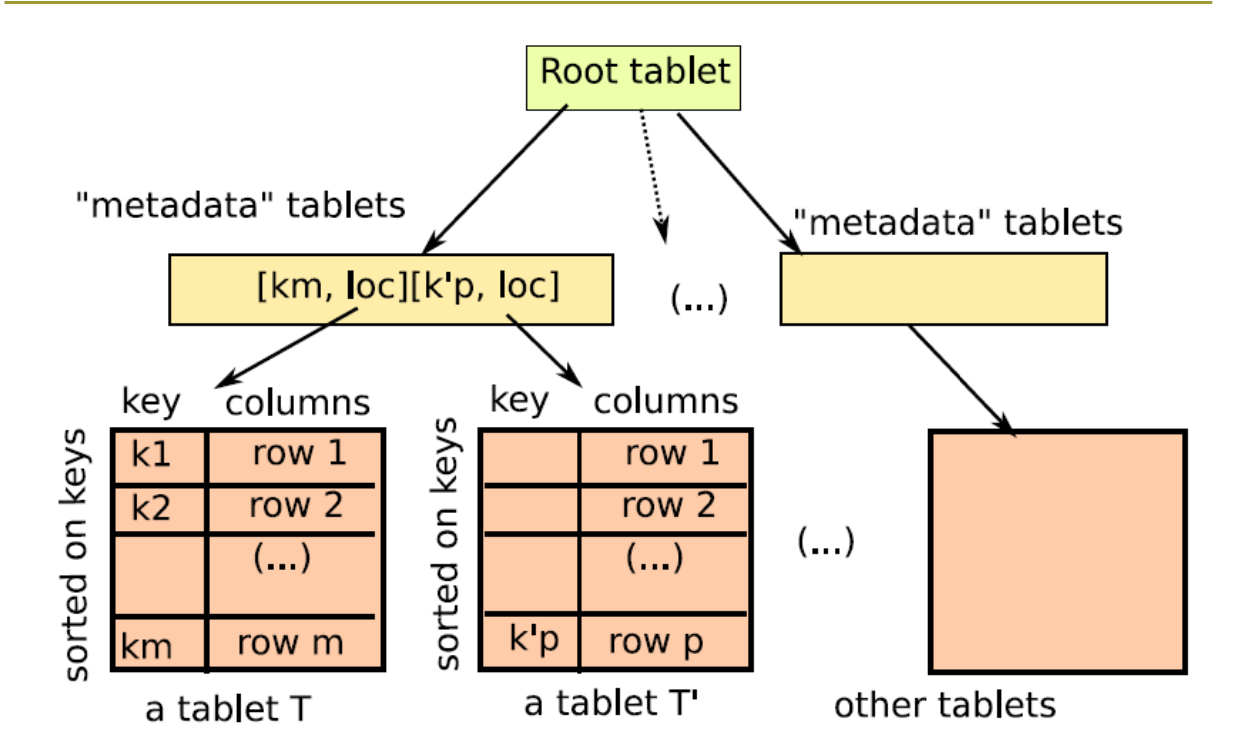 Root tablet
"metadata" tablets
"metadata" tablets
[km, loc][k'p, loc]
(...)
key columns
key columns
sorted on keys
k1 row 1
k2 row 2
(...)
km row m
sorted on keys
row 1
row 2
(...)
k'p row p
(...)
a tablet T
a tablet T'
other tablets